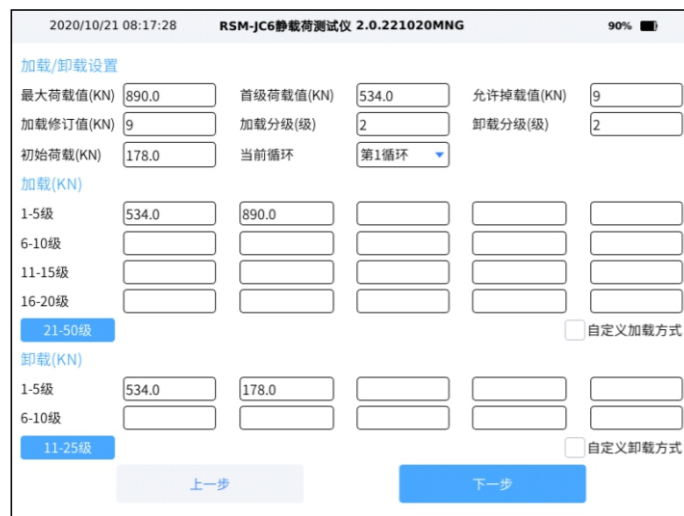 2020/10/21 08:17:28 RSM-JC6静载荷测试仪 2.0.221020MNG 90%
加载/卸载设置
最大荷载值(KN) 890.0 首级荷载值(KN) 534.0 允许掉载值(KN) 9
加载修订值(KN) 9 加载分级(级) 2 卸载分级(级) 2
初始荷载(KN) 178.0 当前循环 第1循环
加载(KN)
1-5级 534.0 890.0
6-10级
11-15级
16-20级
21-50级 自定义加载方式
卸载(KN)
1-5级 534.0 178.0
6-10级
11-25级 自定义卸载方式
上一步 下一步